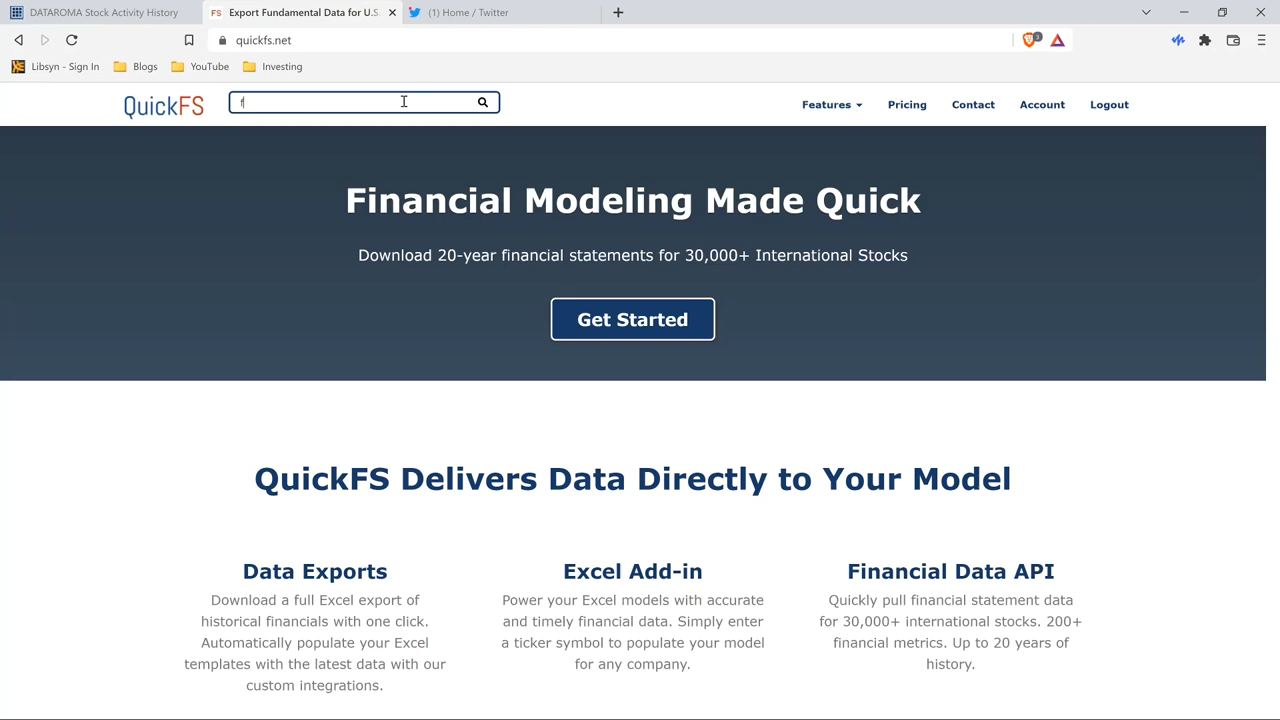 DATAROMA Stock Activity History
FS Export Fundamental Data for U.S.
(1) Home / Twitter
quickfs.net
3
Libsyn - Sign In
Blogs
YouTube
Investing
QuickFS
f
Features
Pricing
Contact
Account
Logout
Financial Modeling Made Quick
Download 20-year financial statements for 30,000+ International Stocks
Get Started
QuickFS Delivers Data Directly to Your Model
Data Exports
Download a full Excel export of
historical financials with one click.
Automatically populate your Excel
templates with the latest data with our
custom integrations.
Excel Add-in
Power your Excel models with accurate
and timely financial data. Simply enter
a ticker symbol to populate your model
for any company.
Financial Data API
Quickly pull financial statement data
for 30,000+ international stocks. 200+
financial metrics. Up to 20 years of
history.